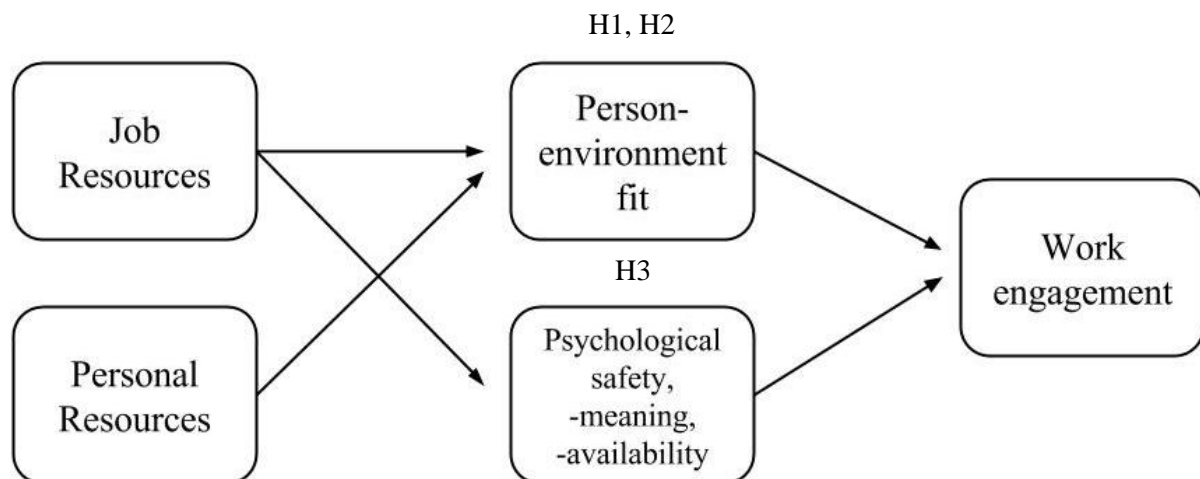 H1, H2
Job
Resources
Person-
environment
fit
Work
engagement
H3
Personal
Resources
Psychological
safety,
-meaning,
-availability